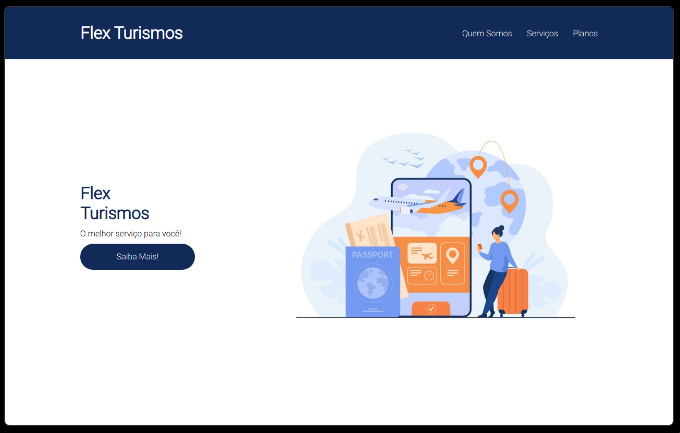 Flex Turismos
Quem Somos Serviços Planos
Flex
Turismos
O melhor serviço para você!
Saiba Mais!
PASSPORT